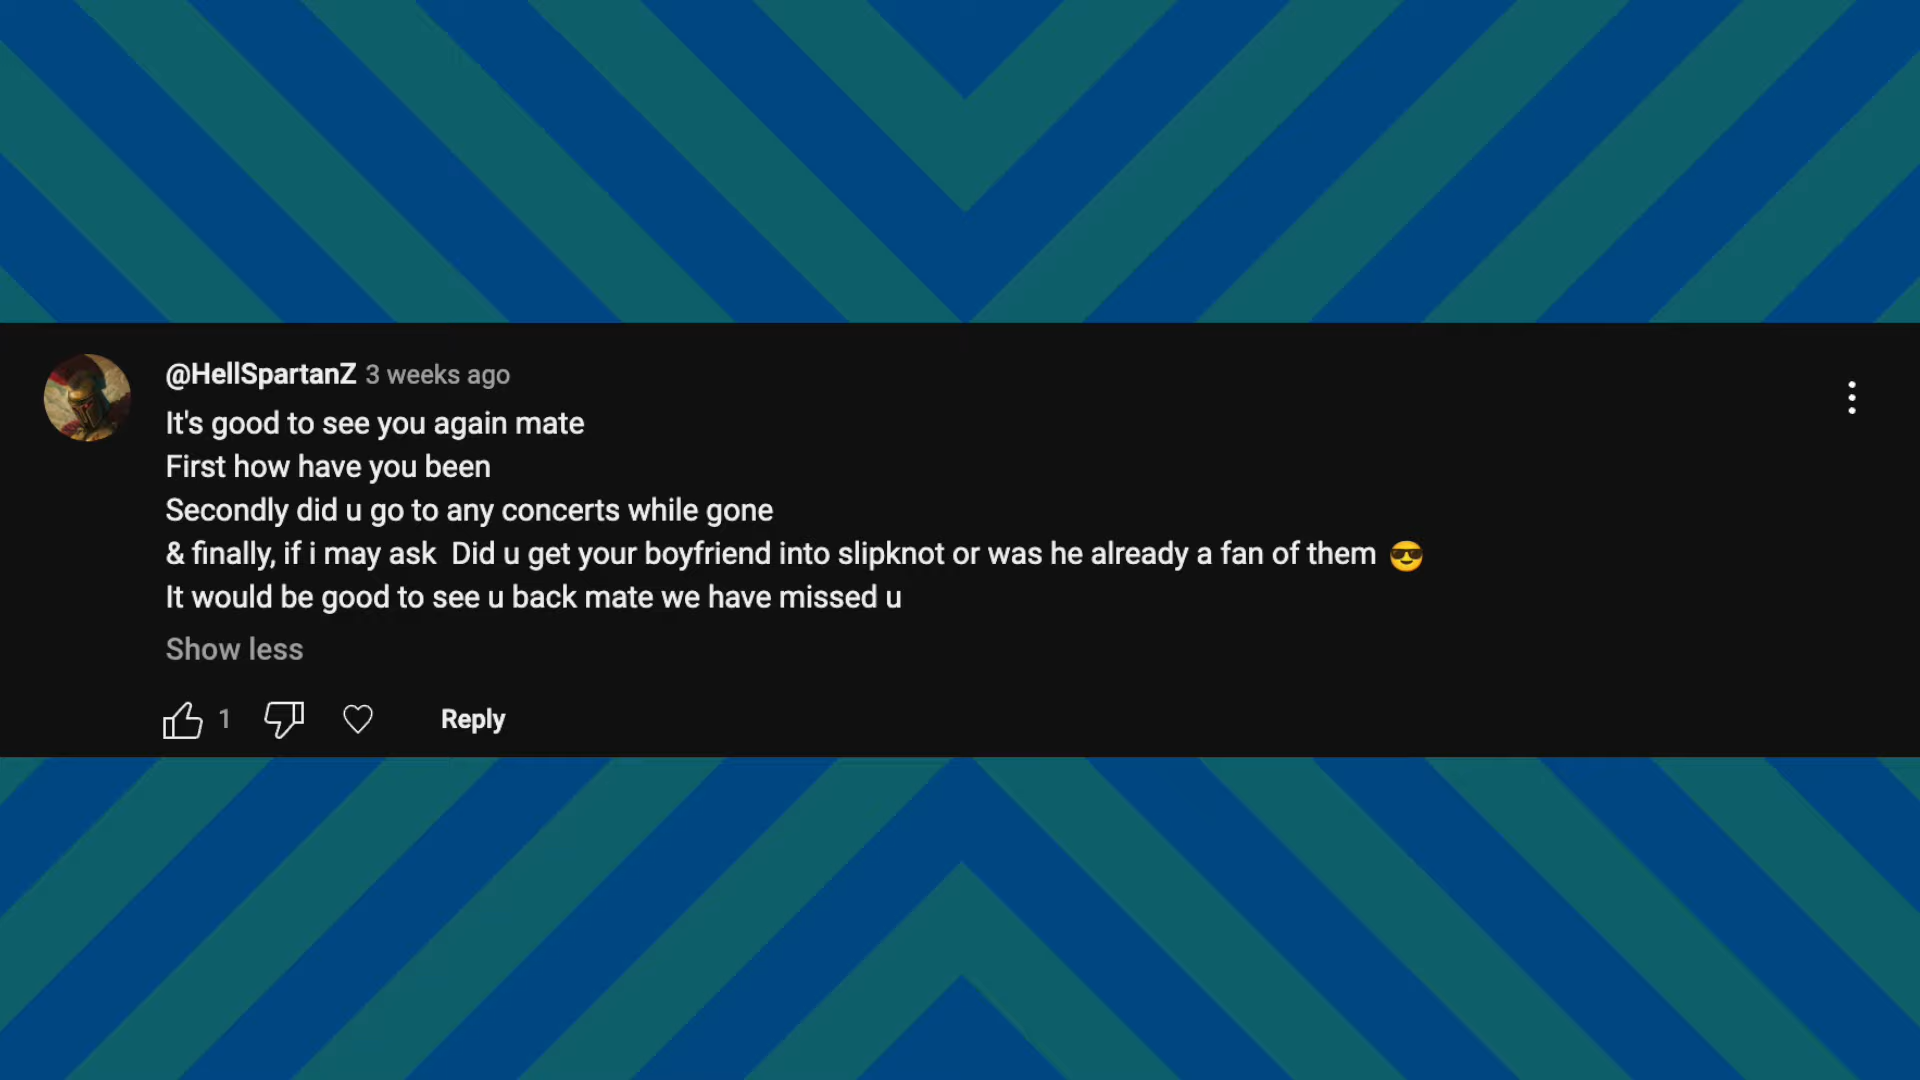 @HellSpartanZ 3 weeks ago
It's good to see you again mate
First how have you been
Secondly did u go to any concerts while gone
& finally, if i may ask  Did u get your boyfriend into slipknot or was he already a fan of them 😎
It would be good to see u back mate we have missed u
Show less
1 Reply